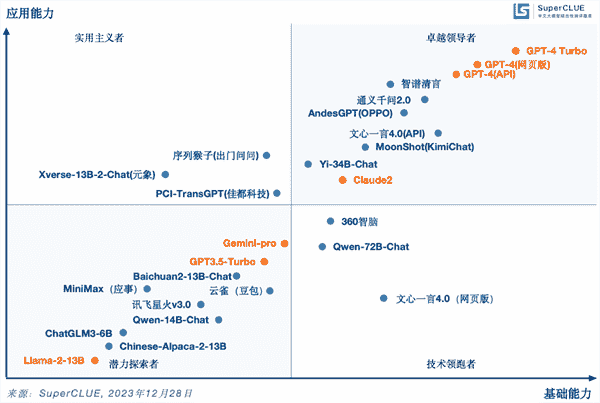 应用能力
SuperCLUE
中文大模型综合性测评基准
实用主义者
卓越领导者
GPT-4 Turbo
GPT-4(网页版)
GPT-4(API)
智谱清言
通义千问2.0
AndesGPT(OPPO)
文心一言4.0(API)
MoonShot(KimiChat)
序列猴子(出门问问)
Yi-34B-Chat
Xverse-13B-2-Chat(元象)
Claude2
PCI-TransGPT(佳都科技)
360智脑
Gemini-pro
Qwen-72B-Chat
GPT3.5-Turbo
Baichuan2-13B-Chat
MiniMax（应事）
云雀（豆包）
文心一言4.0（网页版）
讯飞星火v3.0
Qwen-14B-Chat
ChatGLM3-6B
Chinese-Alpaca-2-13B
Llama-2-13B
潜力探索者
技术领跑者
来源：SuperCLUE, 2023年12月28日
基础能力